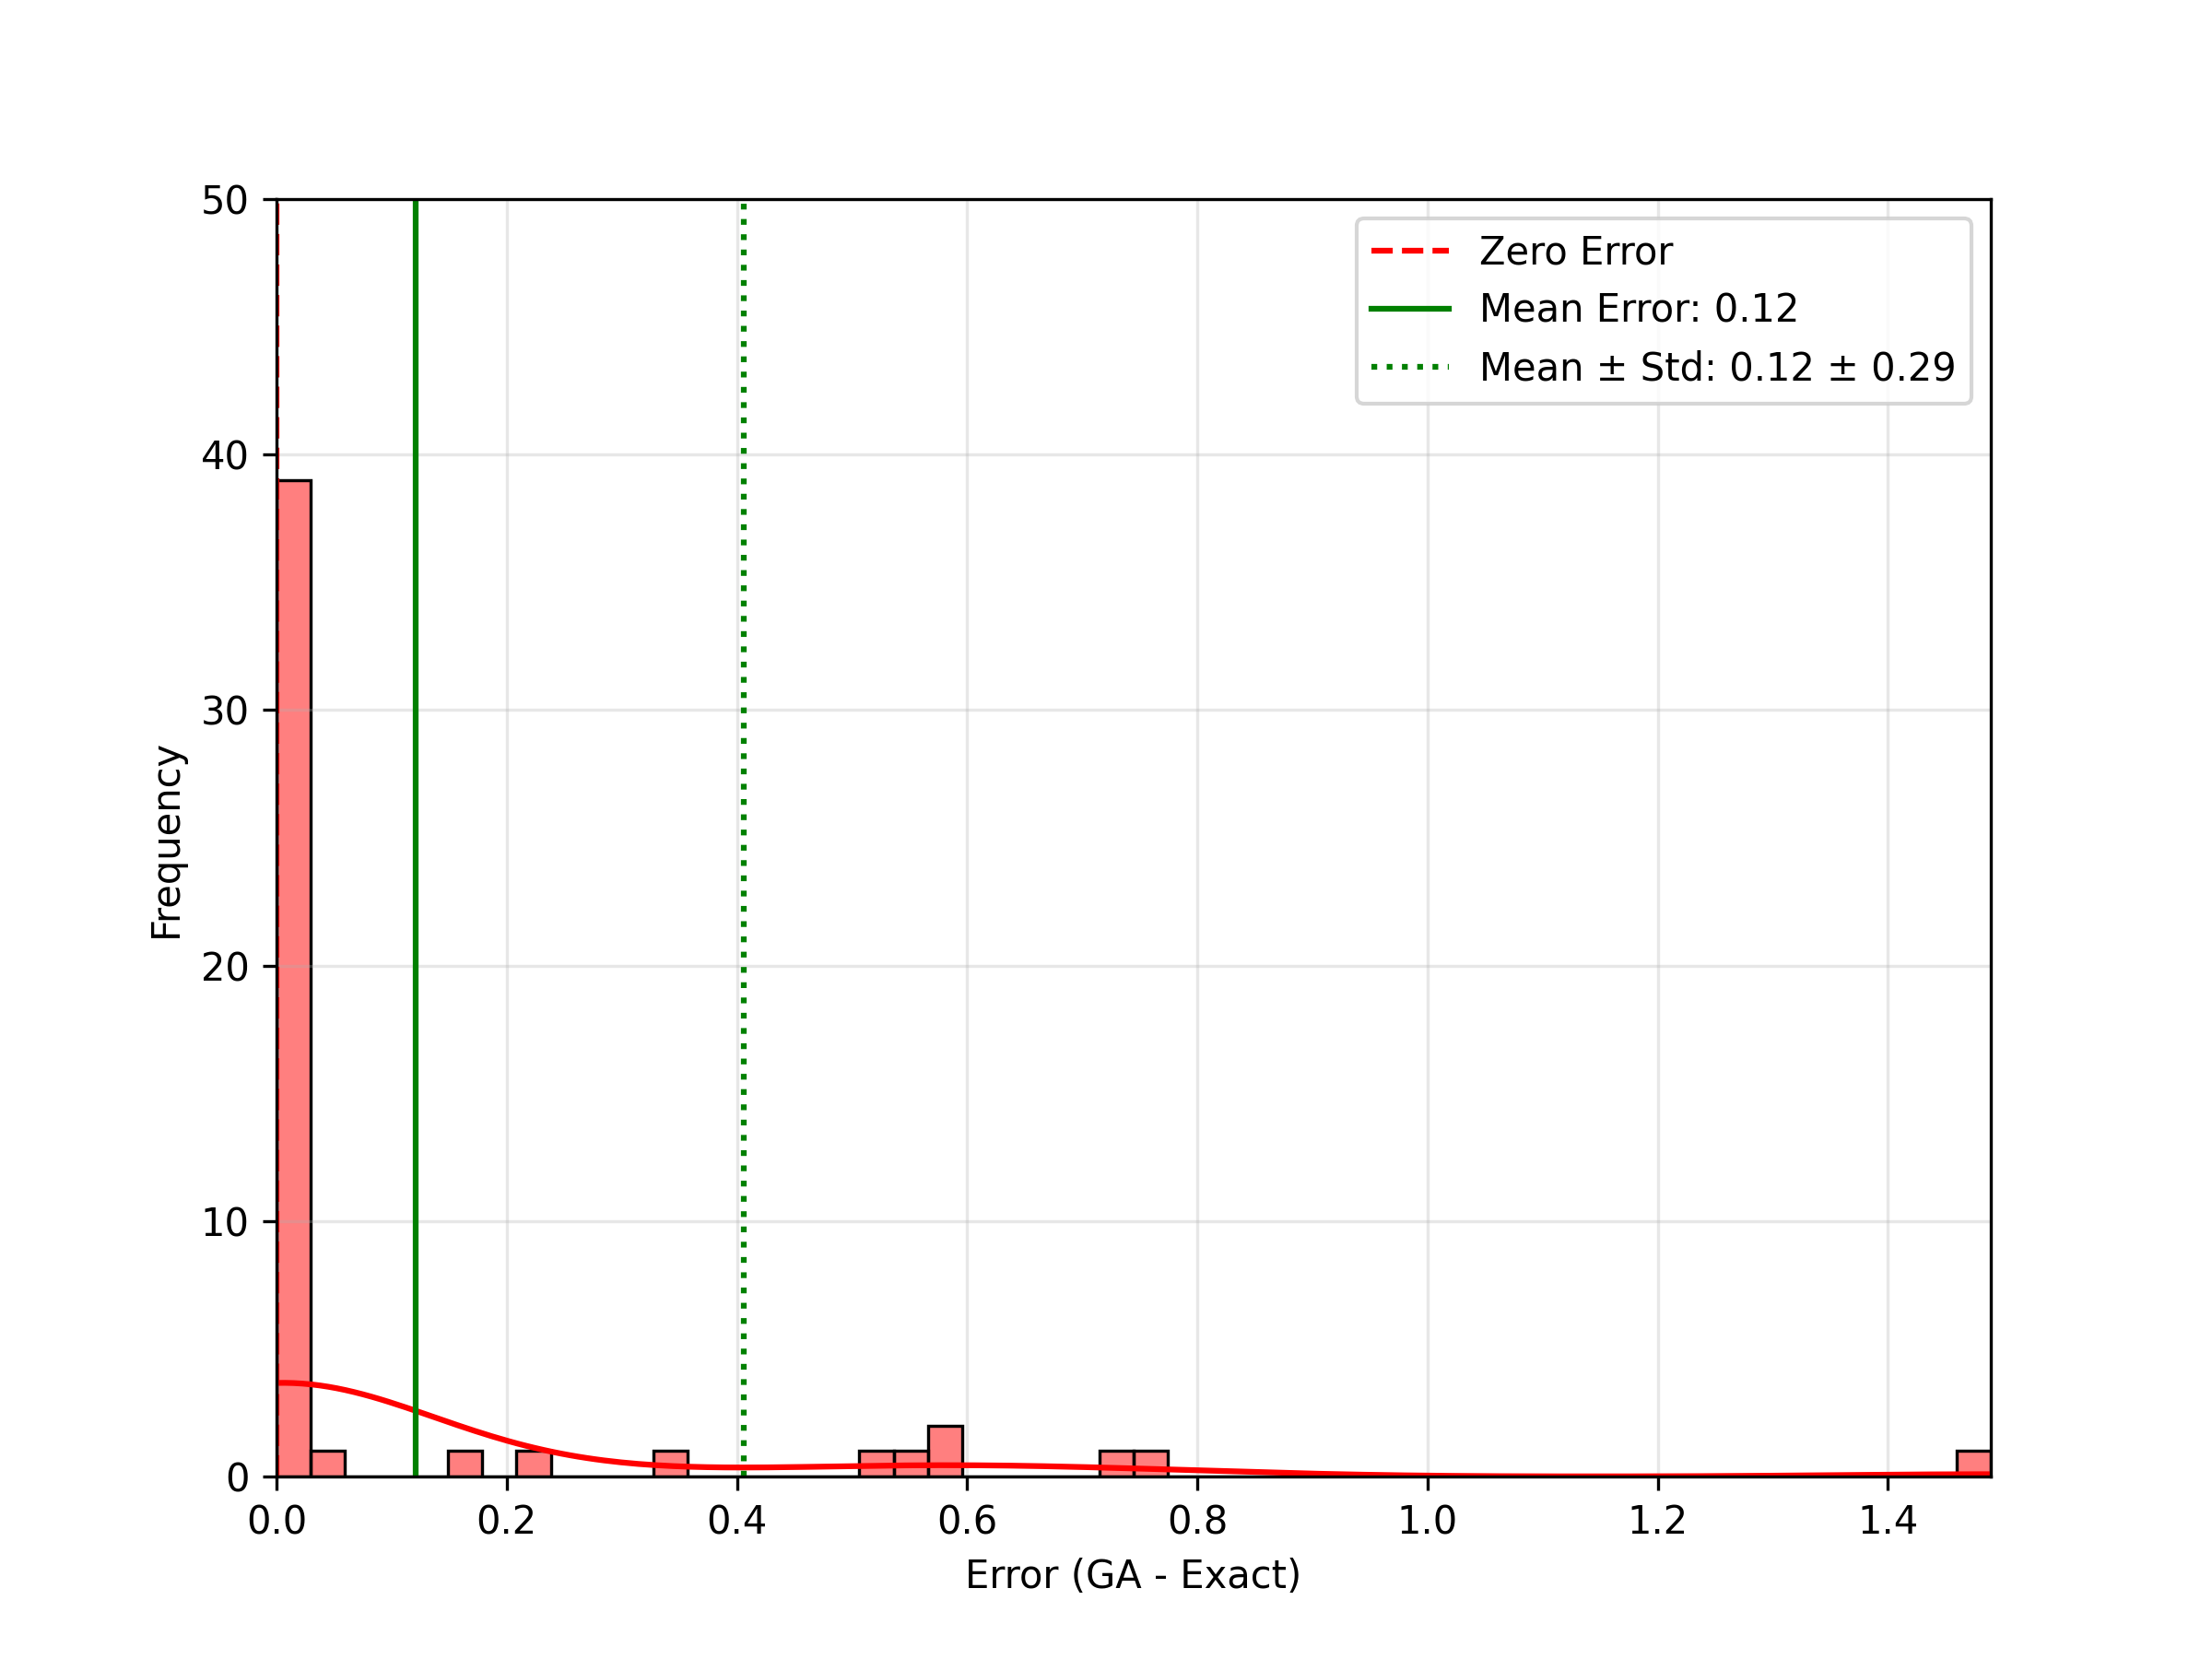 50
40
30
20
10
0
Frequency
Zero Error
Mean Error: 0.12
Mean ± Std: 0.12 ± 0.29
0.0 0.2 0.4 0.6 0.8 1.0 1.2 1.4
Error (GA - Exact)